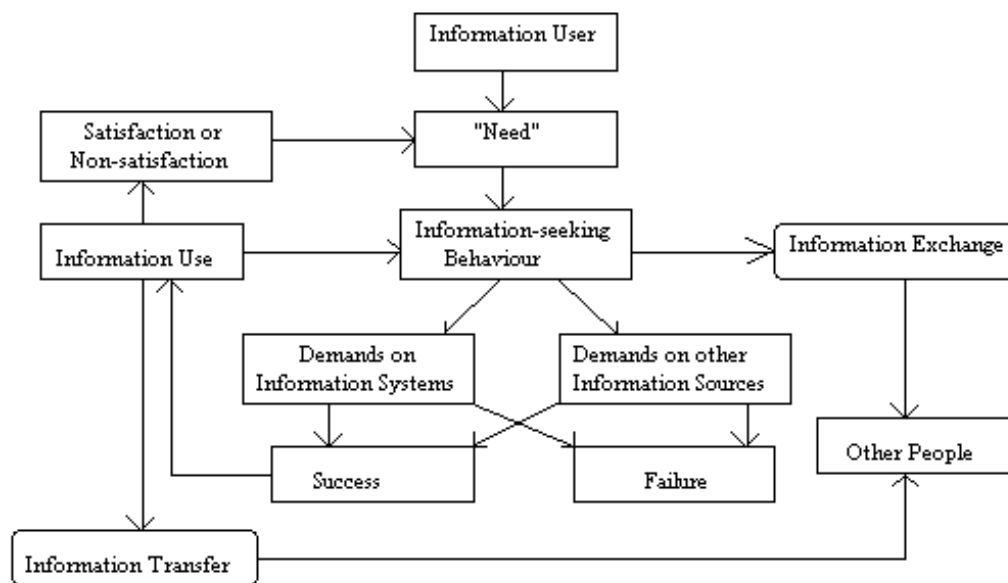 Information User
"Need"
Satisfaction or
Non-satisfaction
Information Use
Information-seeking
Behaviour
Information Exchange
Demands on
Information Systems
Demands on other
Information Sources
Success
Failure
Other People
Information Transfer